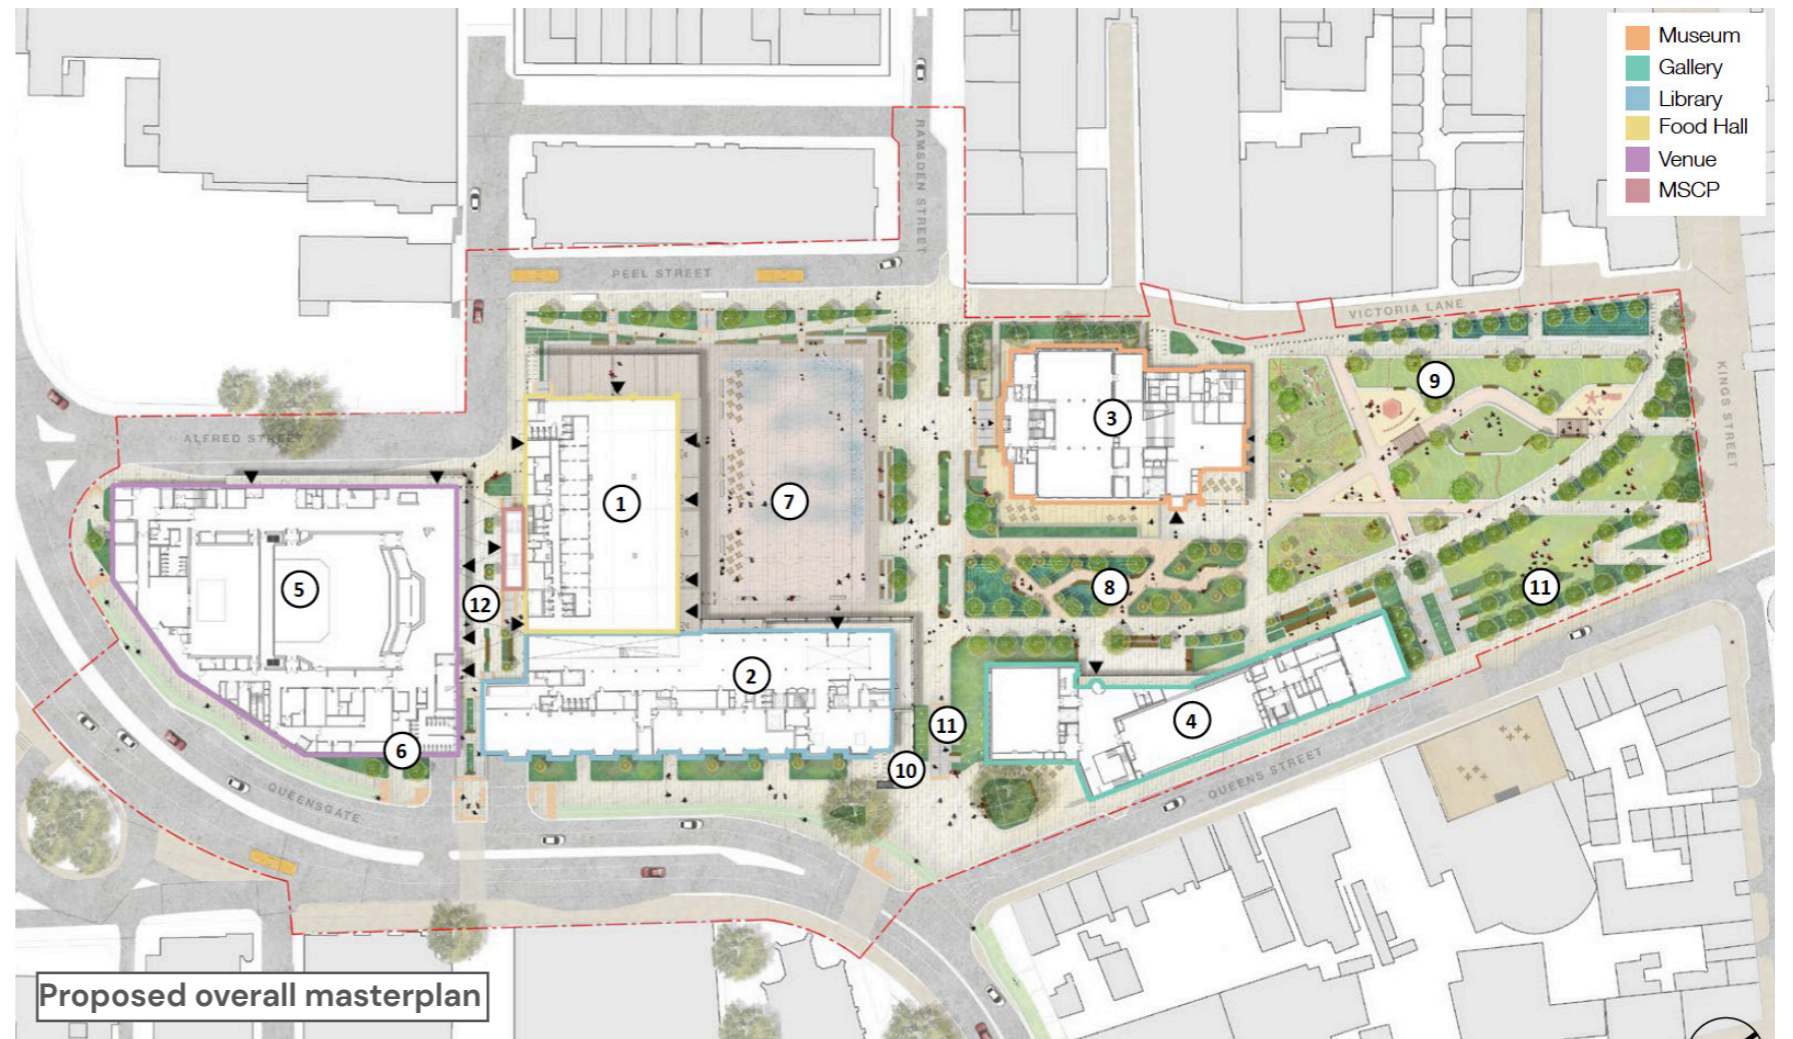 Museum
Gallery
Library
Food Hall
Venue
MSCP
RAMSDEN STREET
PEEL STREET
VICTORIA LANE
KINGS STREET
ALFRED STREET
9
3
1
7
5
12
8
11
2
4
11
6
10
QUEENSGATE
QUEENS STREET
Proposed overall masterplan